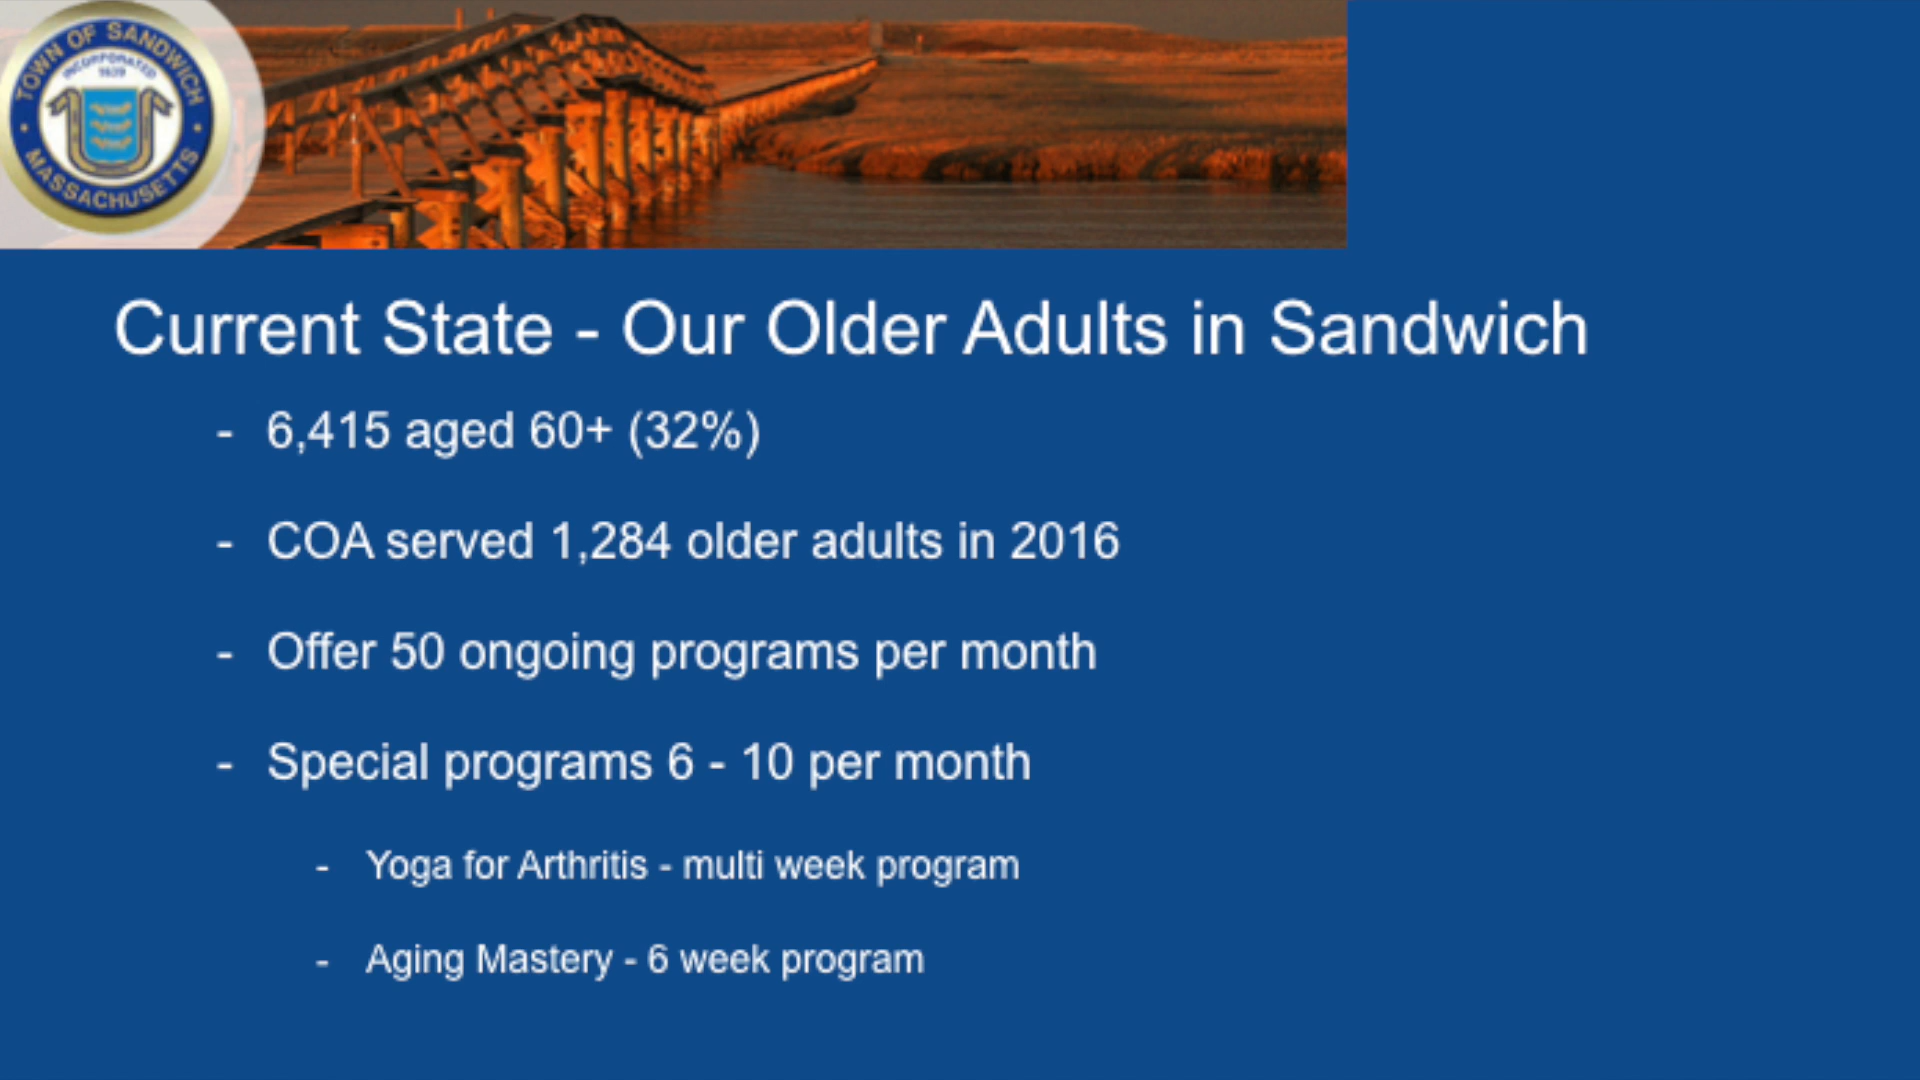 TOWN OF SANDWICH
INCORPORATED
1639
MASSACHUSETTS
Current State - Our Older Adults in Sandwich
- 6,415 aged 60+ (32%)
- COA served 1,284 older adults in 2016
- Offer 50 ongoing programs per month
- Special programs 6 - 10 per month
- Yoga for Arthritis - multi week program
- Aging Mastery - 6 week program